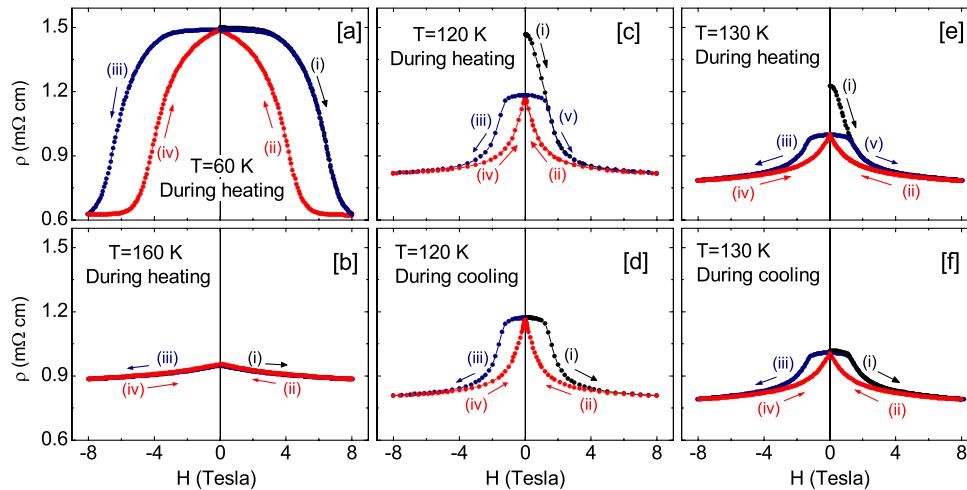 1.5
1.2
0.9
0.6
ρ (mΩ cm)
[a]
(iii)
(i)
(iv)
(ii)
T=60 K
During heating
T=120 K
During heating
[c]
(i)
(iii)
(v)
(iv)
(ii)
T=130 K
During heating
[e]
(i)
(iii)
(v)
(iv)
(ii)
1.5
1.2
0.9
0.6
ρ (mΩ cm)
T=160 K
During heating
[b]
(iii)
(i)
(iv)
(ii)
-8 -4 0 4 8
H (Tesla)
T=120 K
During cooling
[d]
(iii)
(i)
(iv)
(ii)
-8 -4 0 4 8
H (Tesla)
T=130 K
During cooling
[f]
(iii)
(i)
(iv)
(ii)
-8 -4 0 4 8
H (Tesla)